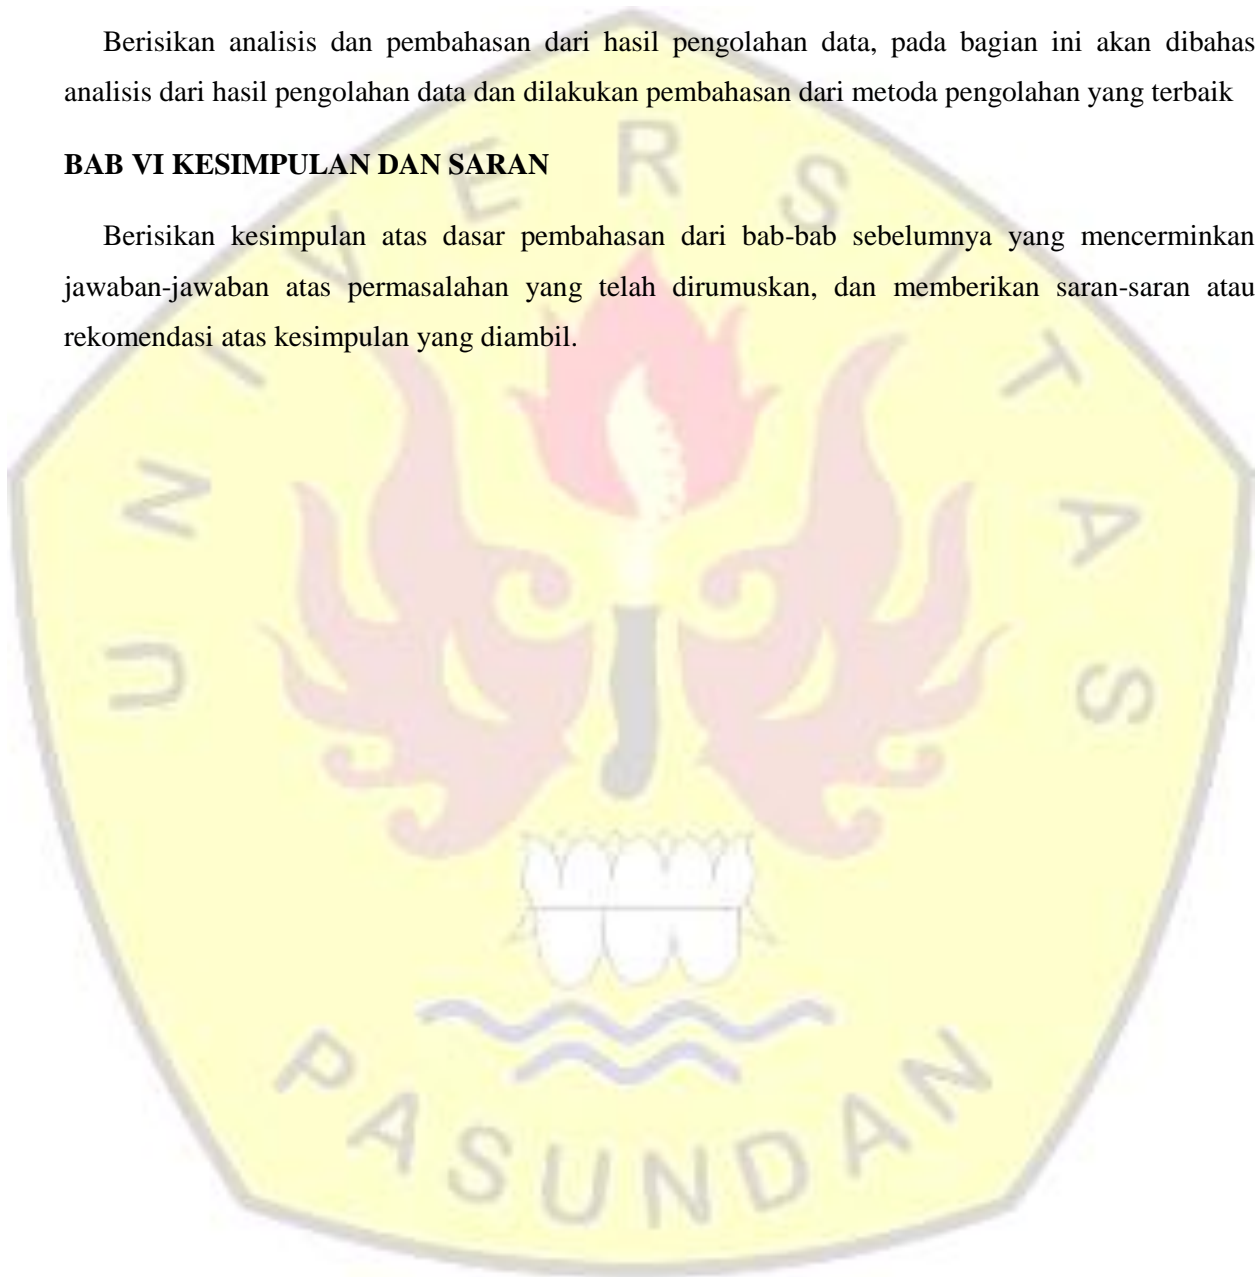 Berisikan analisis dan pembahasan dari hasil pengolahan data, pada bagian ini akan dibahas
analisis dari hasil pengolahan data dan dilakukan pembahasan dari metoda pengolahan yang terbaik
BAB VI KESIMPULAN DAN SARAN
Berisikan kesimpulan atas dasar pembahasan dari bab-bab sebelumnya yang mencerminkan
jawaban-jawaban atas permasalahan yang telah dirumuskan, dan memberikan saran-saran atau
rekomendasi atas kesimpulan yang diambil.
UNIVERSITAS
PASUNDAN